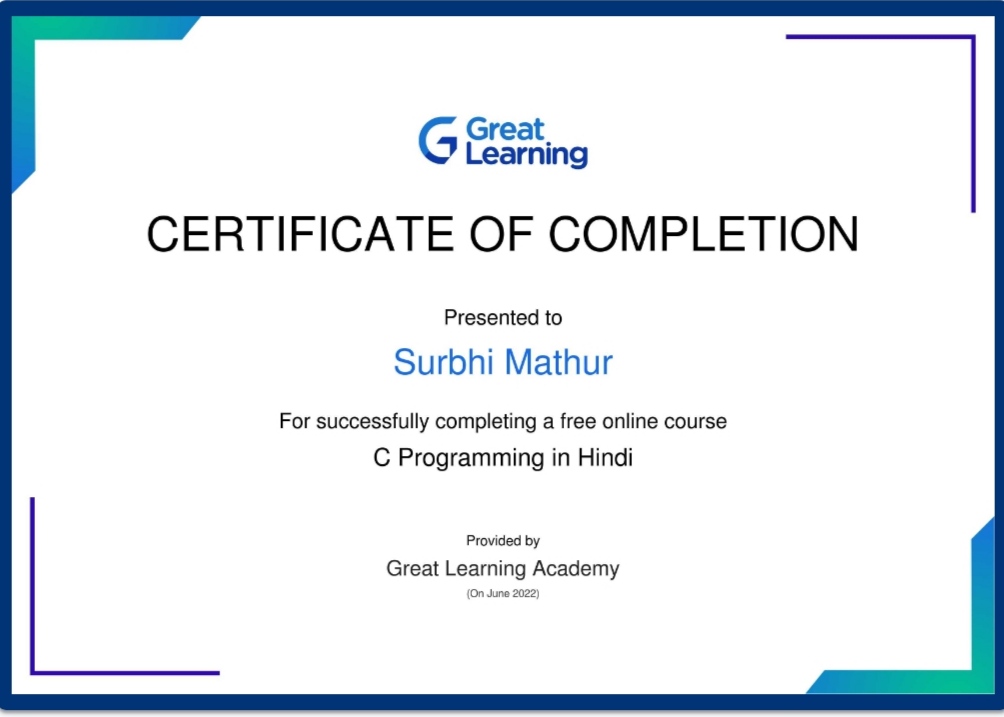 Great
Learning
CERTIFICATE OF COMPLETION
Presented to
Surbhi Mathur
For successfully completing a free online course
C Programming in Hindi
Provided by
Great Learning Academy
(On June 2022)